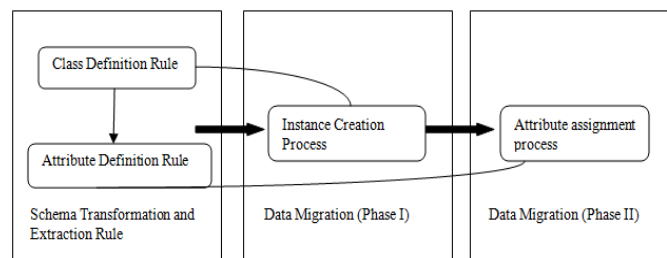 Class Definition Rule
Attribute Definition Rule
Schema Transformation and
Extraction Rule
Instance Creation
Process
Data Migration (Phase I)
Attribute assignment
process
Data Migration (Phase II)